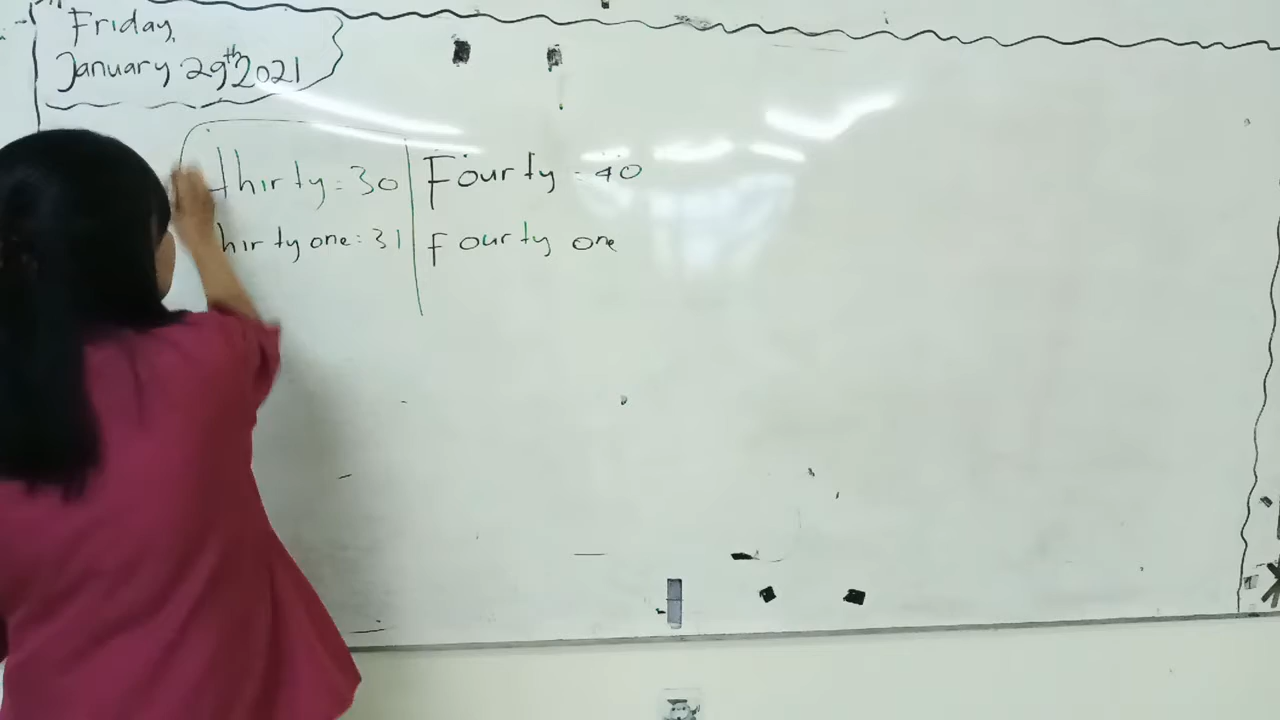 Friday,
January 29th 2021
thirty = 30
hirty one = 31
Fourty = 40
fourty one